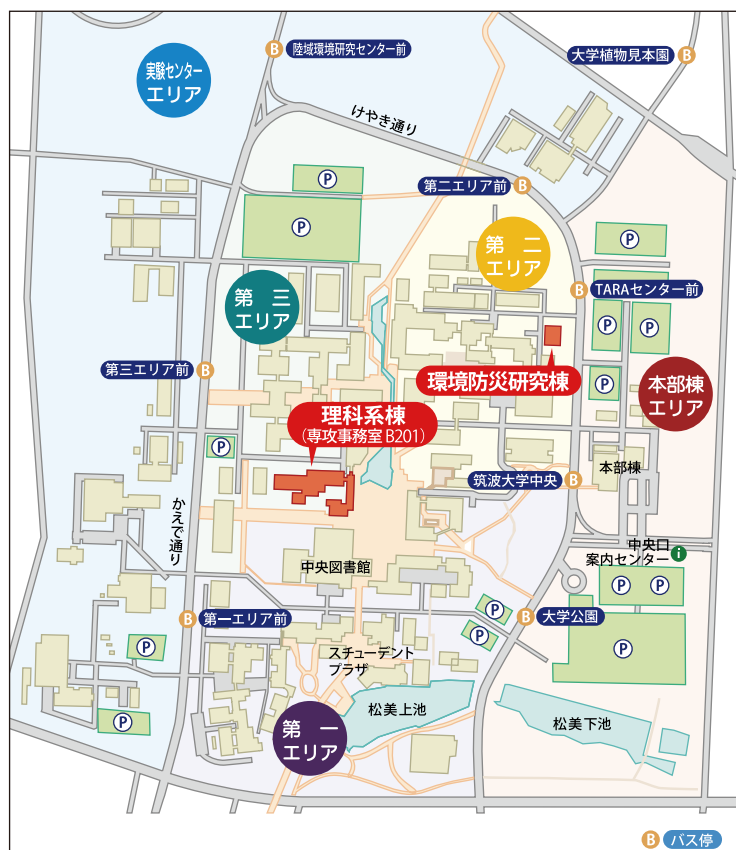 B 陸域環境研究センター前
大学植物見本園 B
実験センター
エリア
けやき通り
P
第二エリア前 B
P
P
第 二
エリア
第 三
エリア
B TARAセンター前
P
P
第三エリア前 B
環境防災研究棟
P
本部棟
エリア
理科系棟
(専攻事務室 B201)
P
本部棟
筑波大学中央 B
かえで通り
中央口
案内センター i
中央図書館
P
P
P
B 第一エリア前
B 大学公園
P
P
P
スチューデント
プラザ
松美上池
松美下池
P
第 一
エリア
B バス停